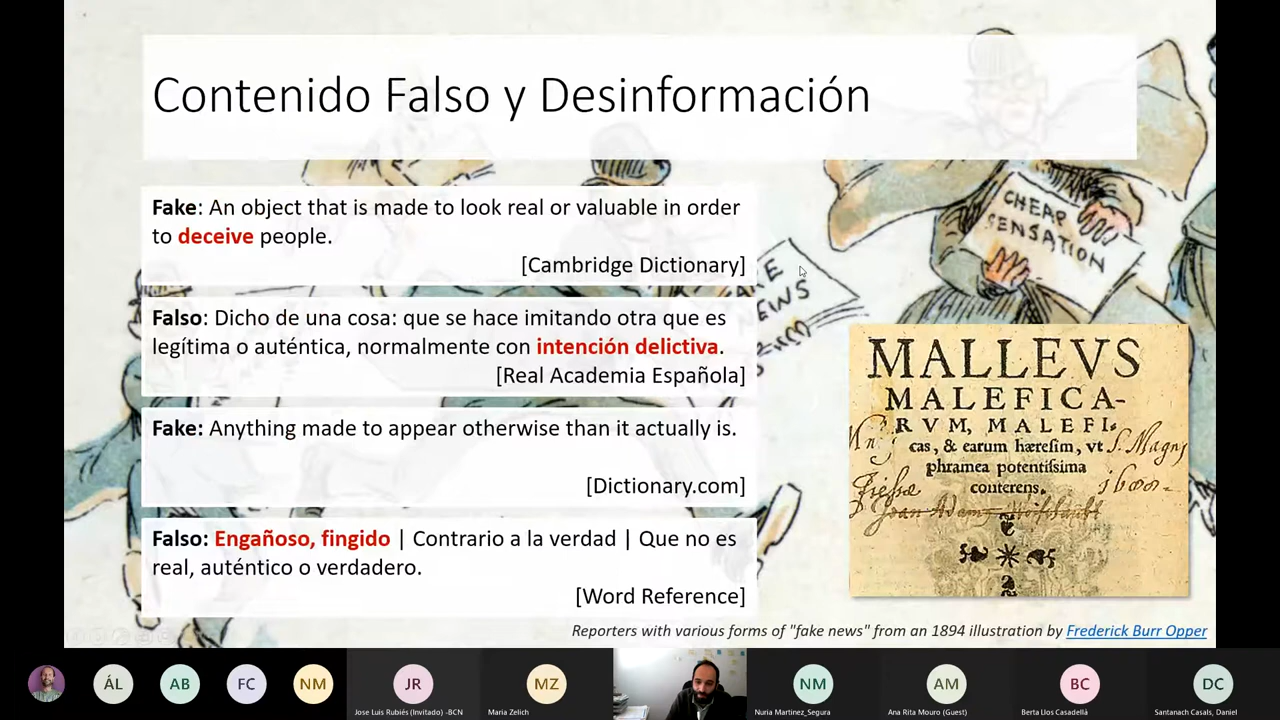 Contenido Falso y Desinformación
Fake: An object that is made to look real or valuable in order
to deceive people.
[Cambridge Dictionary]
Falso: Dicho de una cosa: que se hace imitando otra que es
legítima o auténtica, normalmente con intención delictiva.
[Real Academia Española]
Fake: Anything made to appear otherwise than it actually is.
[Dictionary.com]
Falso: Engañoso, fingido | Contrario a la verdad | Que no es
real, auténtico o verdadero.
[Word Reference]
CHEAP
SENSATION
NEWS
MALLEVS
MALEFICA-
RVM, MALEFI-
cas, & earum hæresim, vt
phramea potentissima
conterens.
Reporters with various forms of "fake news" from an 1894 illustration by Frederick Burr Opper
ÁL
AB
FC
NM
JR
MZ
NM
AM
BC
DC
Jose Luis Rubiés (Invitado) -BCN
Maria Zelich
Nuria Martinez_Segura
Ana Rita Mouro (Guest)
Berta Llos Casadellà
Santanach Casals, Daniel